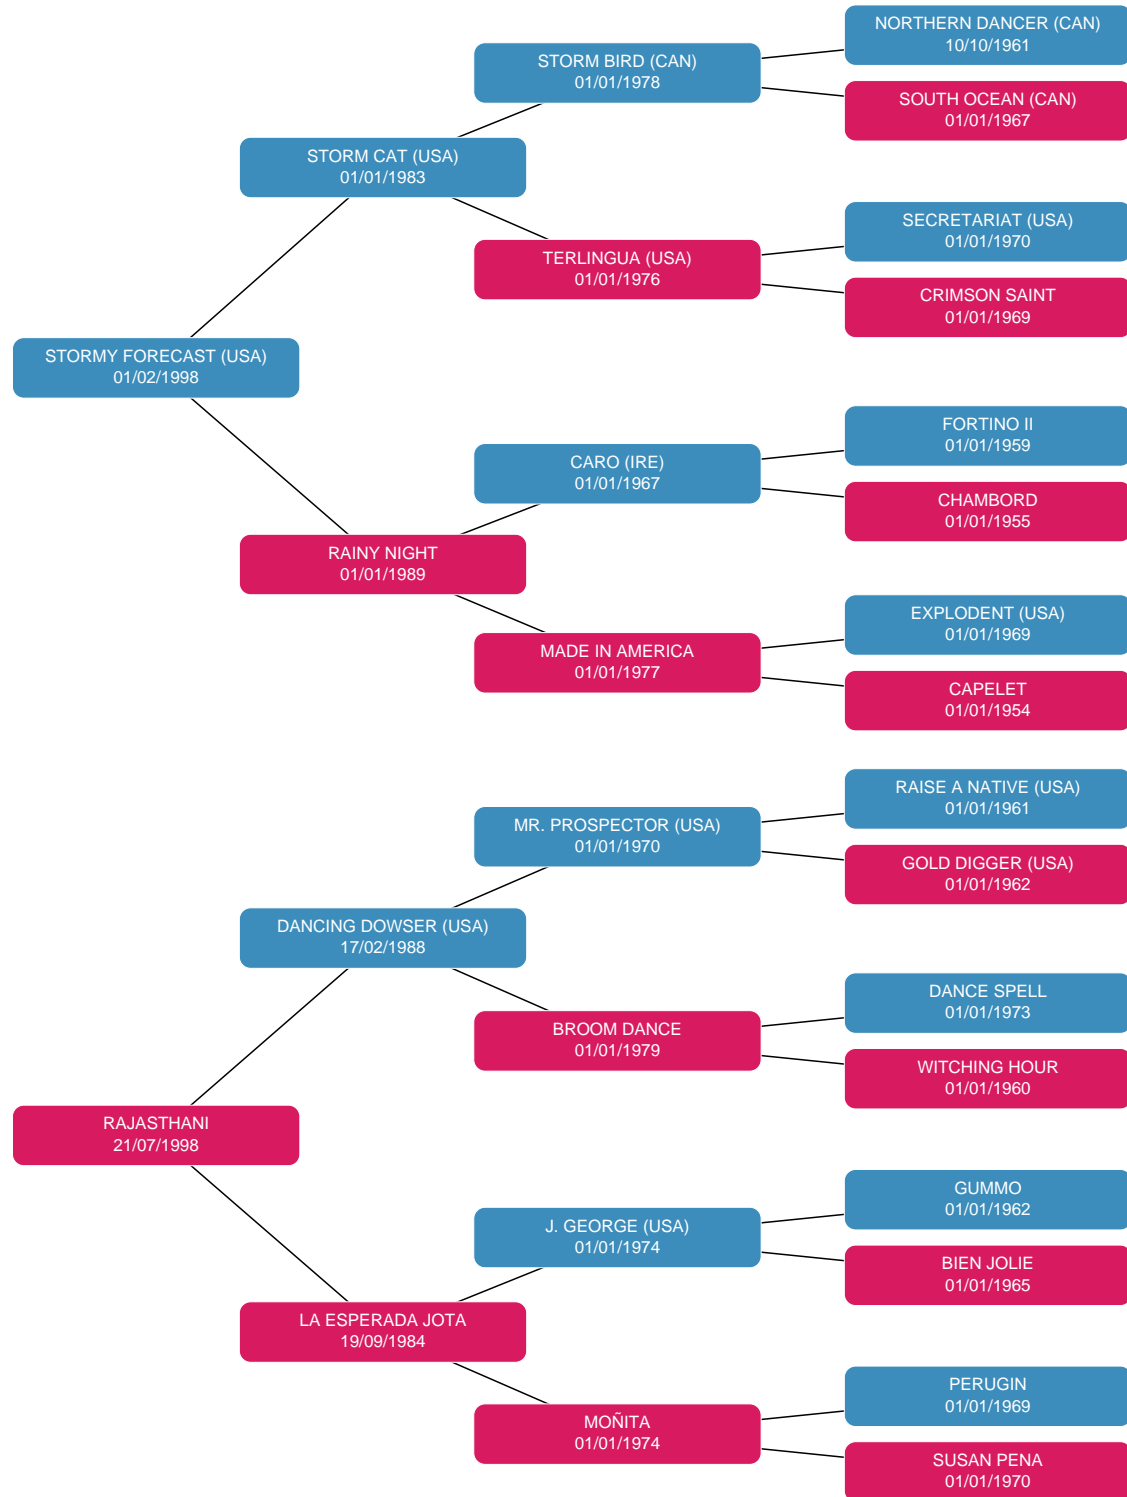 NORTHERN DANCER (CAN)
10/10/1961
STORM BIRD (CAN)
01/01/1978
SOUTH OCEAN (CAN)
01/01/1967
STORM CAT (USA)
01/01/1983
SECRETARIAT (USA)
01/01/1970
TERLINGUA (USA)
01/01/1976
CRIMSON SAINT
01/01/1969
STORMY FORECAST (USA)
01/02/1998
FORTINO II
01/01/1959
CARO (IRE)
01/01/1967
CHAMBORD
01/01/1955
RAINY NIGHT
01/01/1989
EXPLODENT (USA)
01/01/1969
MADE IN AMERICA
01/01/1977
CAPELET
01/01/1954
RAISE A NATIVE (USA)
01/01/1961
MR. PROSPECTOR (USA)
01/01/1970
GOLD DIGGER (USA)
01/01/1962
DANCING DOWSER (USA)
17/02/1988
DANCE SPELL
01/01/1973
BROOM DANCE
01/01/1979
WITCHING HOUR
01/01/1960
RAJASTHANI
21/07/1998
GUMMO
01/01/1962
J. GEORGE (USA)
01/01/1974
BIEN JOLIE
01/01/1965
LA ESPERADA JOTA
19/09/1984
PERUGIN
01/01/1969
MOÑITA
01/01/1974
SUSAN PENA
01/01/1970